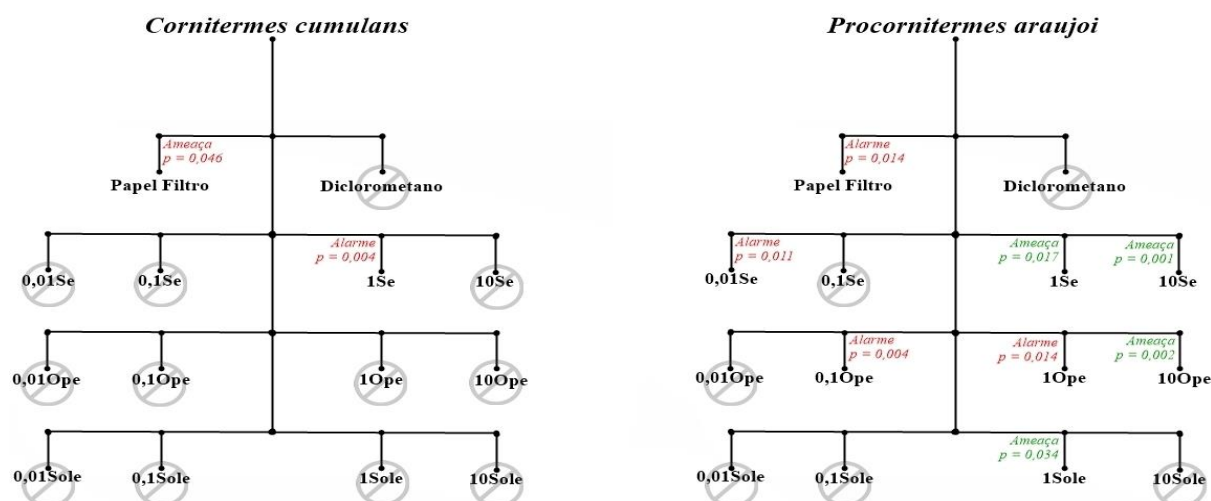 Cornitermes cumulans
Ameaça
p = 0,046
Papel Filtro
Diclorometano
Alarme
p = 0,004
0,01Se
0,1Se
1Se
10Se
0,01Ope
0,1Ope
1Ope
10Ope
0,01Sole
0,1Sole
1Sole
10Sole
Procornitermes araujoi
Alarme
p = 0,014
Papel Filtro
Diclorometano
Alarme
p = 0,011
0,01Se
0,1Se
Ameaça
p = 0,017
1Se
Ameaça
p = 0,001
10Se
0,01Ope
Alarme
p = 0,004
0,1Ope
Alarme
p = 0,014
1Ope
Ameaça
p = 0,002
10Ope
0,01Sole
0,1Sole
Ameaça
p = 0,034
1Sole
10Sole